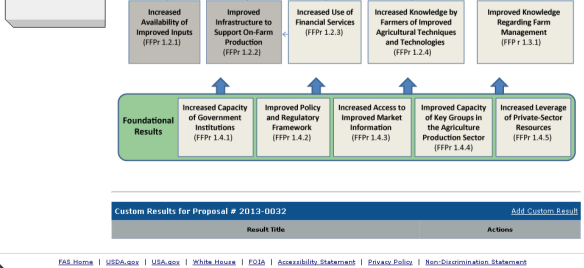 Increased
Availability of
Improved Inputs
(FFPr 1.2.1)
Improved
Infrastructure to
Support On-Farm
Production
(FFPr 1.2.2)
Increased Use of
Financial Services
(FFPr 1.2.3)
Increased Knowledge by
Farmers of Improved
Agricultural Techniques
and Technologies
(FFPr 1.2.4)
Improved Knowledge
Regarding Farm
Management
(FFP r 1.3.1)
Foundational
Results
Increased Capacity
of Government
Institutions
(FFPr 1.4.1)
Improved Policy
and Regulatory
Framework
(FFPr 1.4.2)
Increased Access to
Improved Market
Information
(FFPr 1.4.3)
Improved Capacity
of Key Groups in
the Agriculture
Production Sector
(FFPr 1.4.4)
Increased Leverage
of Private-Sector
Resources
(FFPr 1.4.5)
Custom Results for Proposal # 2013-0032 Add Custom Result
Result Title Actions
FAS Home | USDA.gov | USA.gov | White House | FOIA | Accessibility Statement | Privacy Policy | Non-Discrimination Statement